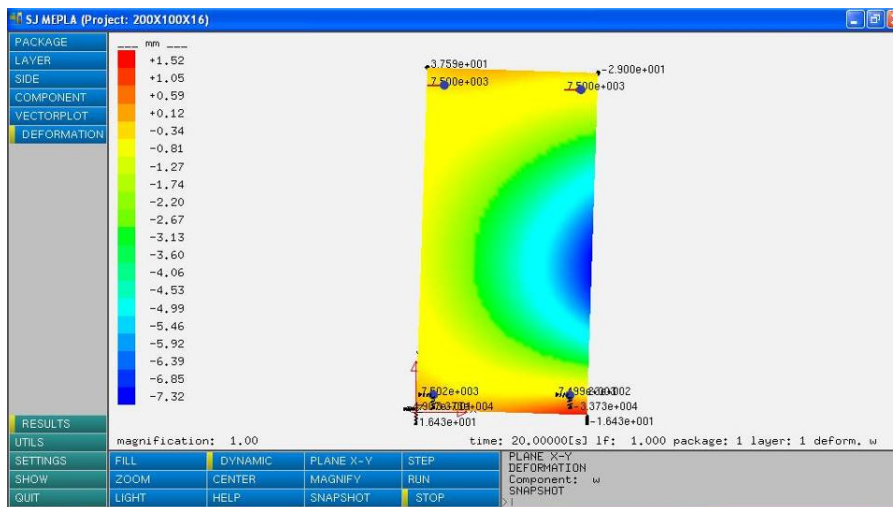 SJ MEPLA (Project: 200X100X16)
PACKAGE
LAYER
SIDE
COMPONENT
VECTORPLOT
DEFORMATION
___ mm ___
+1.52
+1.05
+0.59
+0.12
-0.34
-0.81
-1.27
-1.74
-2.20
-2.67
-3.13
-3.60
-4.06
-4.53
-4.99
-5.46
-5.92
-6.39
-6.85
-7.32
3.759e+001
-2.900e+001
7.500e+003
7.500e+003
7.502e+003
-3.373e+004
1.643e+001
-1.643e+001
magnification: 1.00
time: 20.00000[s] lf: 1.000 package: 1 layer: 1 deform. w
RESULTS
UTILS
SETTINGS
SHOW
QUIT
FILL DYNAMIC PLANE X-Y STEP
ZOOM CENTER MAGNIFY RUN
LIGHT HELP SNAPSHOT STOP
PLANE X-Y
DEFORMATION
Component: w
SNAPSHOT
>|